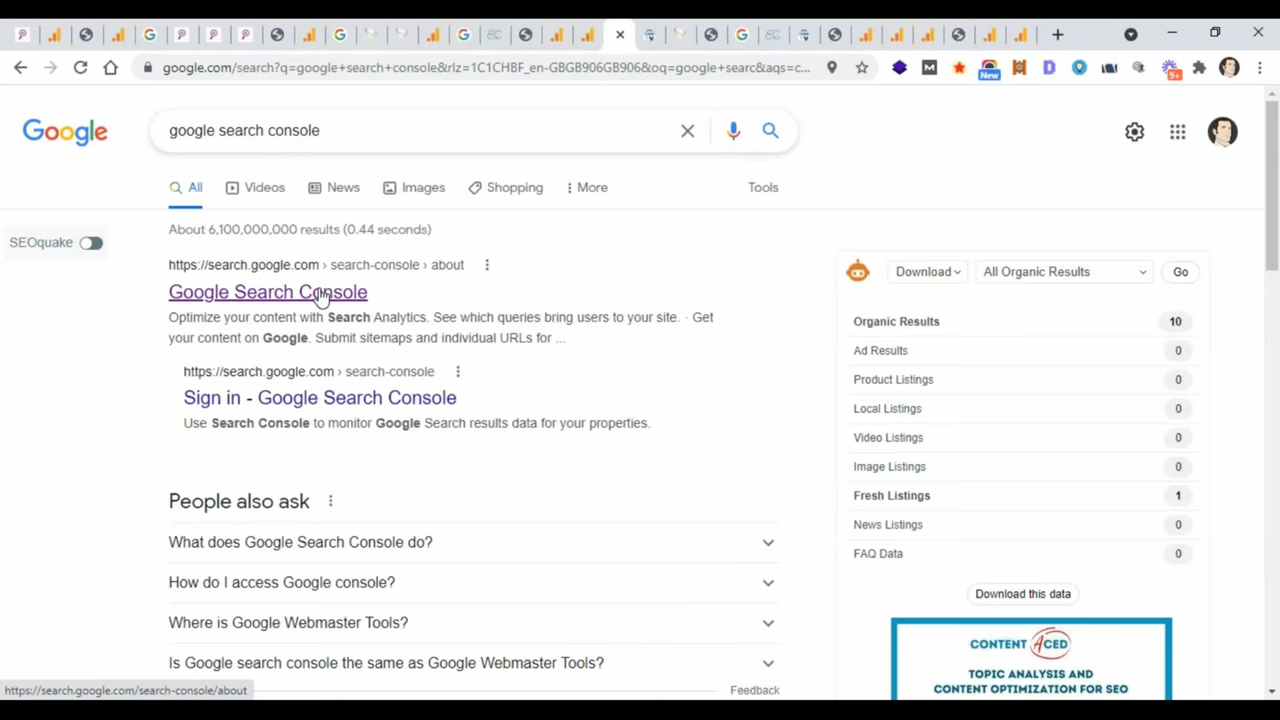 google.com/search?q=google+search+console&rlz=1C1CHBF_en-GBGB906GB906&oq=google+searc&aqs=c...
New
9+
Google
google search console
All
Videos
News
Images
Shopping
More
Tools
SEOquake
About 6,100,000,000 results (0.44 seconds)
https://search.google.com › search-console › about
Google Search Console
Optimize your content with Search Analytics. See which queries bring users to your site. · Get
your content on Google. Submit sitemaps and individual URLs for ...
https://search.google.com › search-console
Sign in - Google Search Console
Use Search Console to monitor Google Search results data for your properties.
People also ask
What does Google Search Console do?
How do I access Google console?
Where is Google Webmaster Tools?
Is Google search console the same as Google Webmaster Tools?
Feedback
Download
All Organic Results
Go
Organic Results 10
Ad Results 0
Product Listings 0
Local Listings 0
Video Listings 0
Image Listings 0
Fresh Listings 1
News Listings 0
FAQ Data 0
Download this data
CONTENT ACED
TOPIC ANALYSIS AND
CONTENT OPTIMIZATION FOR SEO
https://search.google.com/search-console/about